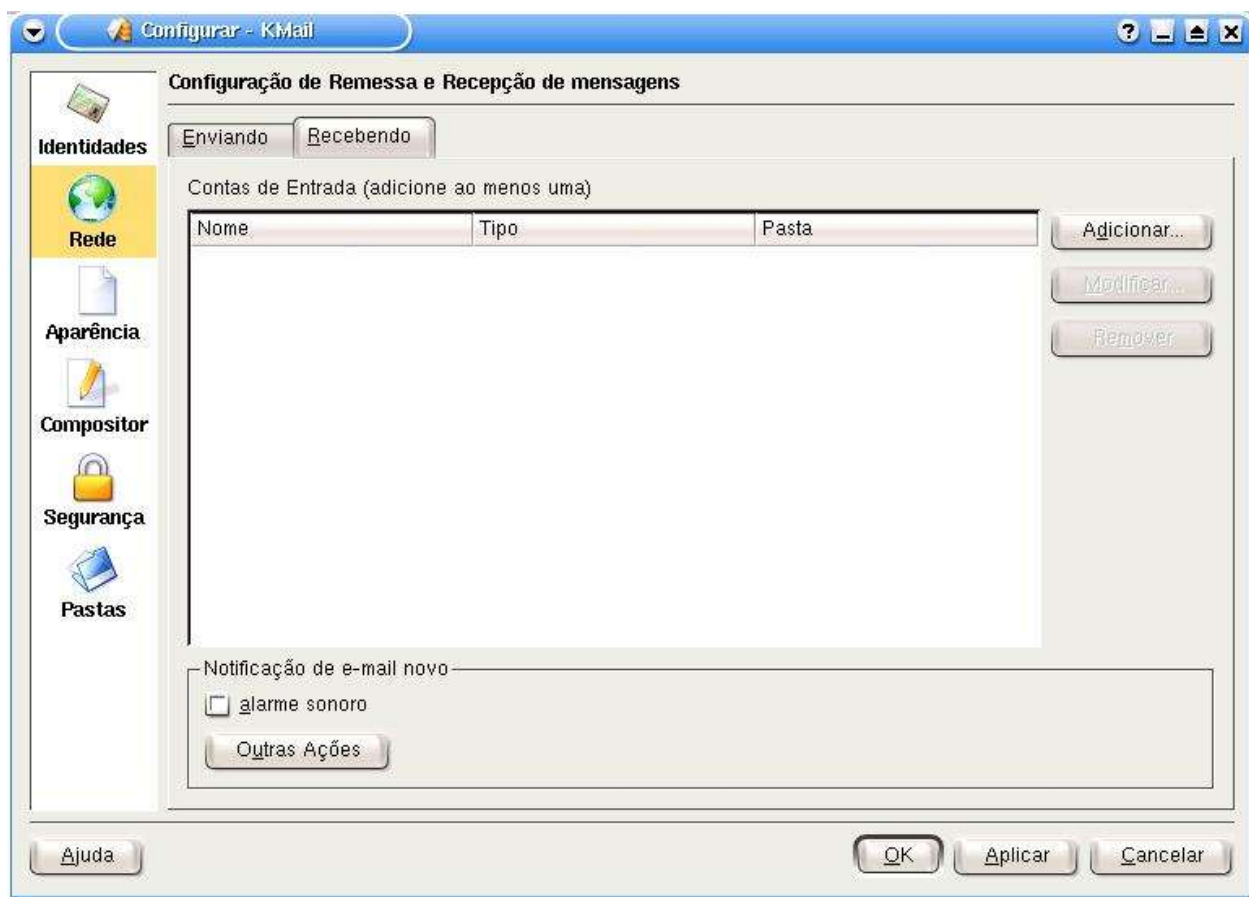 Configurar - KMail
Configuração de Remessa e Recepção de mensagens
Identidades
Rede
Aparência
Compositor
Segurança
Pastas
Enviando
Recebendo
Contas de Entrada (adicione ao menos uma)
Nome Tipo Pasta
Adicionar...
Modificar...
Remover
Notificação de e-mail novo
alarme sonoro
Outras Ações
Ajuda
OK
Aplicar
Cancelar